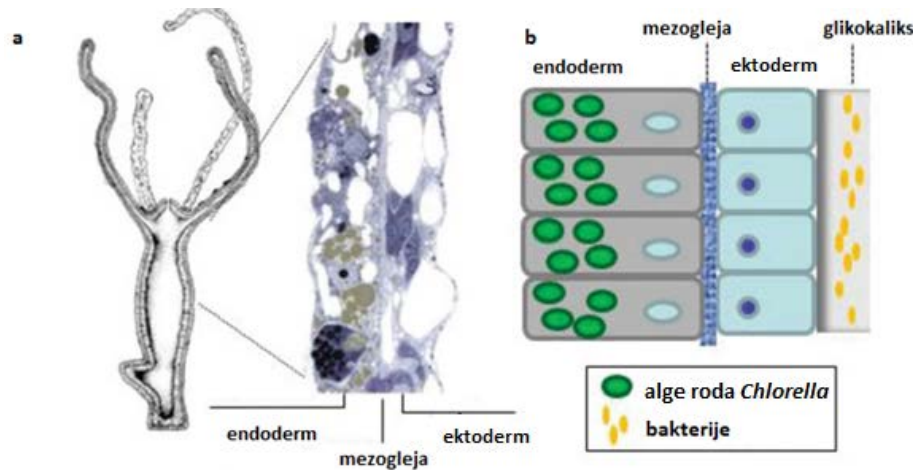 a
endoderm
mezogleja
ektoderm
b
mezogleja
glikokaliks
endoderm
ektoderm
alge roda Chlorella
bakterije